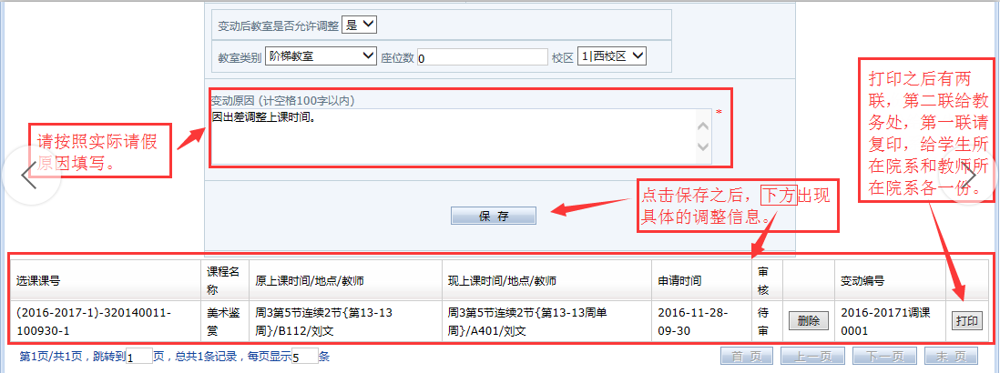 变动后教室是否允许调整 是
教室类别 阶梯教室 座位数 0 校区 1|西校区
变动原因 (计空格100字以内)
因出差调整上课时间。
*
请按照实际请假
原因填写。
打印之后有两
联，第二联给教
务处，第一联请
复印，给学生所
在院系和教师所
在院系各一份。
保 存
点击保存之后，下方出现
具体的调整信息。
选课课号 课程名称 原上课时间/地点/教师 现上课时间/地点/教师 申请时间 审核 变动编号
(2016-2017-1)-320140011-100930-1 美术鉴赏 周3第5节连续2节{第13-13周}/B112/刘文 周3第5节连续2节{第13-13周单周}/A401/刘文 2016-11-28-09-30 待审 删除 2016-20171调课0001 打印
第1页/共1页，跳转到 1 页，总共1条记录，每页显示 5 条 首 页 上一页 下一页 末 页